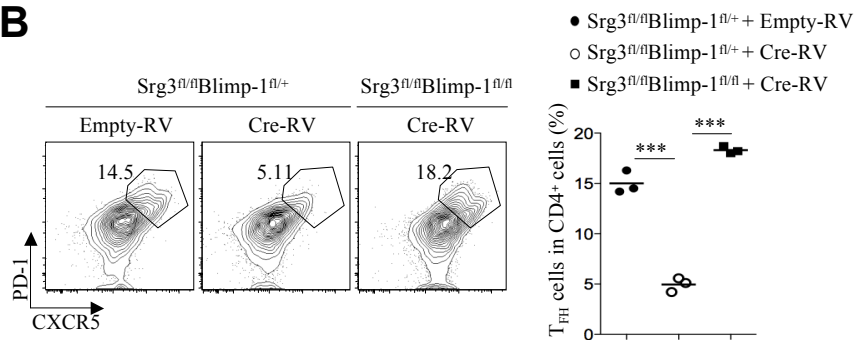 B
Srg3fl/flBlimp-1fl/+
Srg3fl/flBlimp-1fl/fl
Empty-RV
Cre-RV
Cre-RV
14.5
5.11
18.2
PD-1
CXCR5
● Srg3fl/flBlimp-1fl/+ + Empty-RV
○ Srg3fl/flBlimp-1fl/+ + Cre-RV
■ Srg3fl/flBlimp-1fl/fl + Cre-RV
TFH cells in CD4+ cells (%)
20
15
10
5
0
***
***